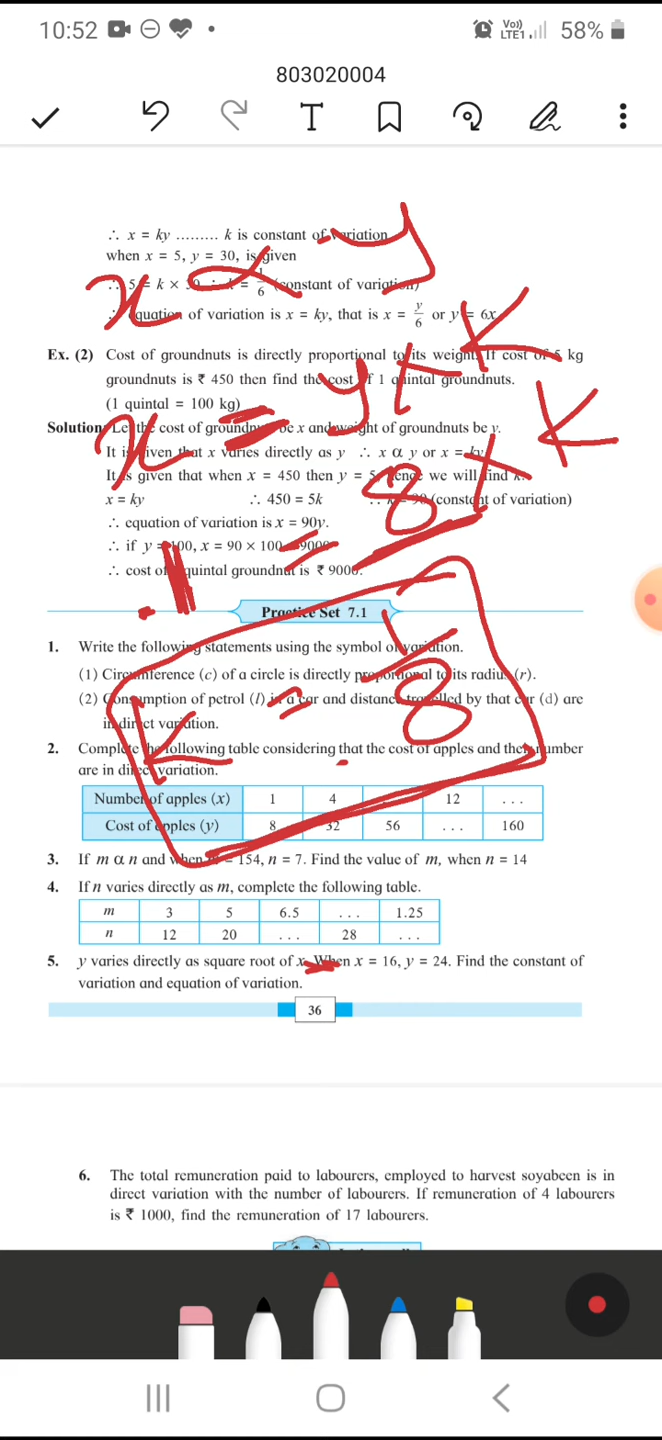 10:52
Vo)) LTE1 58%
803020004
T
∴ x = ky ......... k is constant of variation
when x = 5, y = 30, is given
∴ 5 = k × 30 = 1/6 (constant of variation)
equation of variation is x = ky, that is x = y/6 or y = 6x
Ex. (2) Cost of groundnuts is directly proportional to its weight. If cost of 5 kg
groundnuts is ₹ 450 then find the cost of 1 quintal groundnuts.
(1 quintal = 100 kg)
Solution Let the cost of groundnuts be x and weight of groundnuts be y.
It is given that x varies directly as y ∴ x α y or x = ky
It is given that when x = 450 then y = 5, hence we will find k.
x = ky ∴ 450 = 5k ∴ k = 90 (constant of variation)
∴ equation of variation is x = 90y.
∴ if y = 100, x = 90 × 100 = 9000
∴ cost of quintal groundnut is ₹ 9000.
Practice Set 7.1
1. Write the following statements using the symbol of variation.
(1) Circumference (c) of a circle is directly proportional to its radius (r).
(2) Consumption of petrol (l) in a car and distance travelled by that car (d) are
in direct variation.
2. Complete the following table considering that the cost of apples and their number
are in direct variation.
Number of apples (x) 1 4 12 ...
Cost of apples (y) 8 32 56 ... 160
3. If m α n and when m = 154, n = 7. Find the value of m, when n = 14
4. If n varies directly as m, complete the following table.
m 3 5 6.5 ... 1.25
n 12 20 ... 28 ...
5. y varies directly as square root of x. When x = 16, y = 24. Find the constant of
variation and equation of variation.
36
6. The total remuneration paid to labourers, employed to harvest soyabeen is in
direct variation with the number of labourers. If remuneration of 4 labourers
is ₹ 1000, find the remuneration of 17 labourers.
x α y
x = y × k
1 = 8 × k
k = 1/8